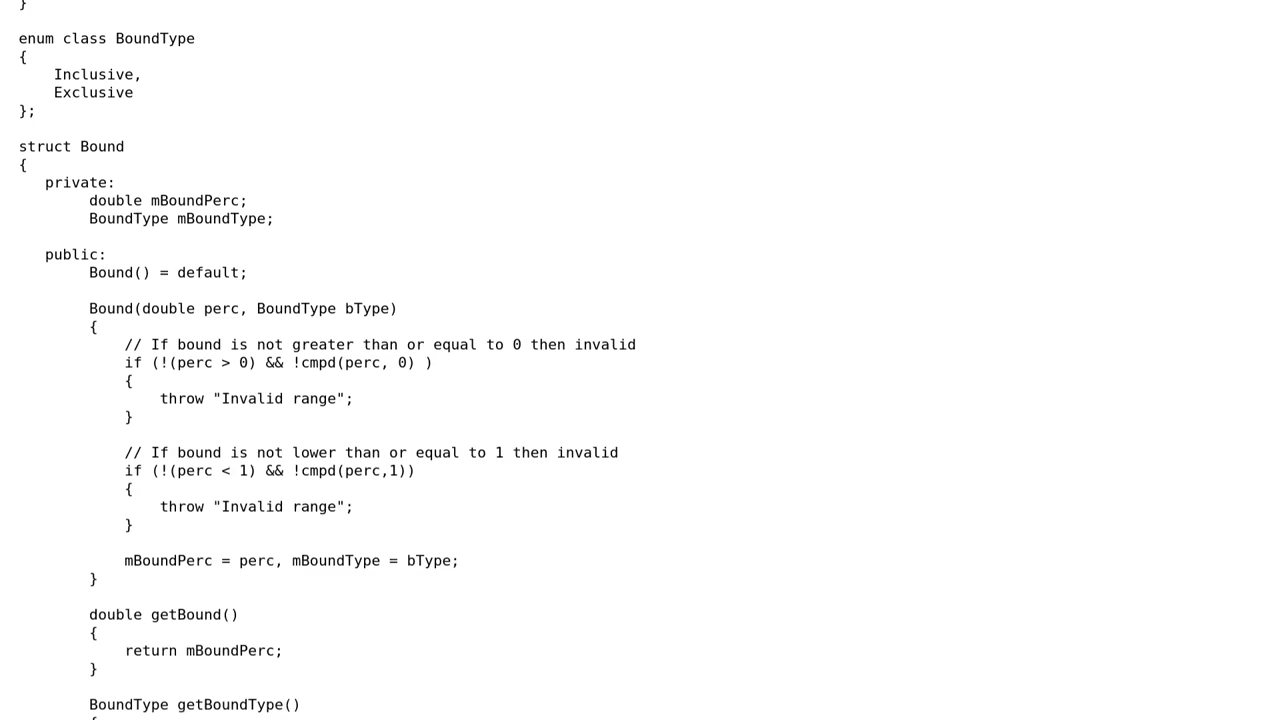 }
enum class BoundType
{
    Inclusive,
    Exclusive
};
struct Bound
{
   private:
        double mBoundPerc;
        BoundType mBoundType;
   public:
        Bound() = default;
        Bound(double perc, BoundType bType)
        {
            // If bound is not greater than or equal to 0 then invalid
            if (!(perc > 0) && !cmpd(perc, 0) )
            {
                throw "Invalid range";
            }
            // If bound is not lower than or equal to 1 then invalid
            if (!(perc < 1) && !cmpd(perc,1))
            {
                throw "Invalid range";
            }
            mBoundPerc = perc, mBoundType = bType;
        }
        double getBound()
        {
            return mBoundPerc;
        }
        BoundType getBoundType()
        {